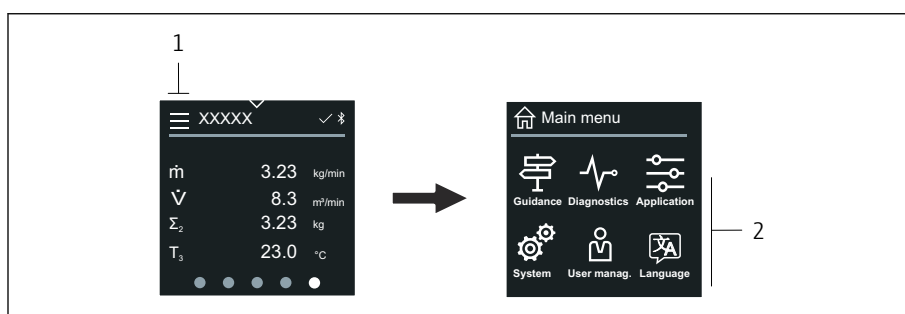 1
XXXXX
ṁ 3.23 kg/min
V̇ 8.3 m³/min
Σ₂ 3.23 kg
T₃ 23.0 °C
Main menu
Guidance Diagnostics Application
System User manag. Language
2